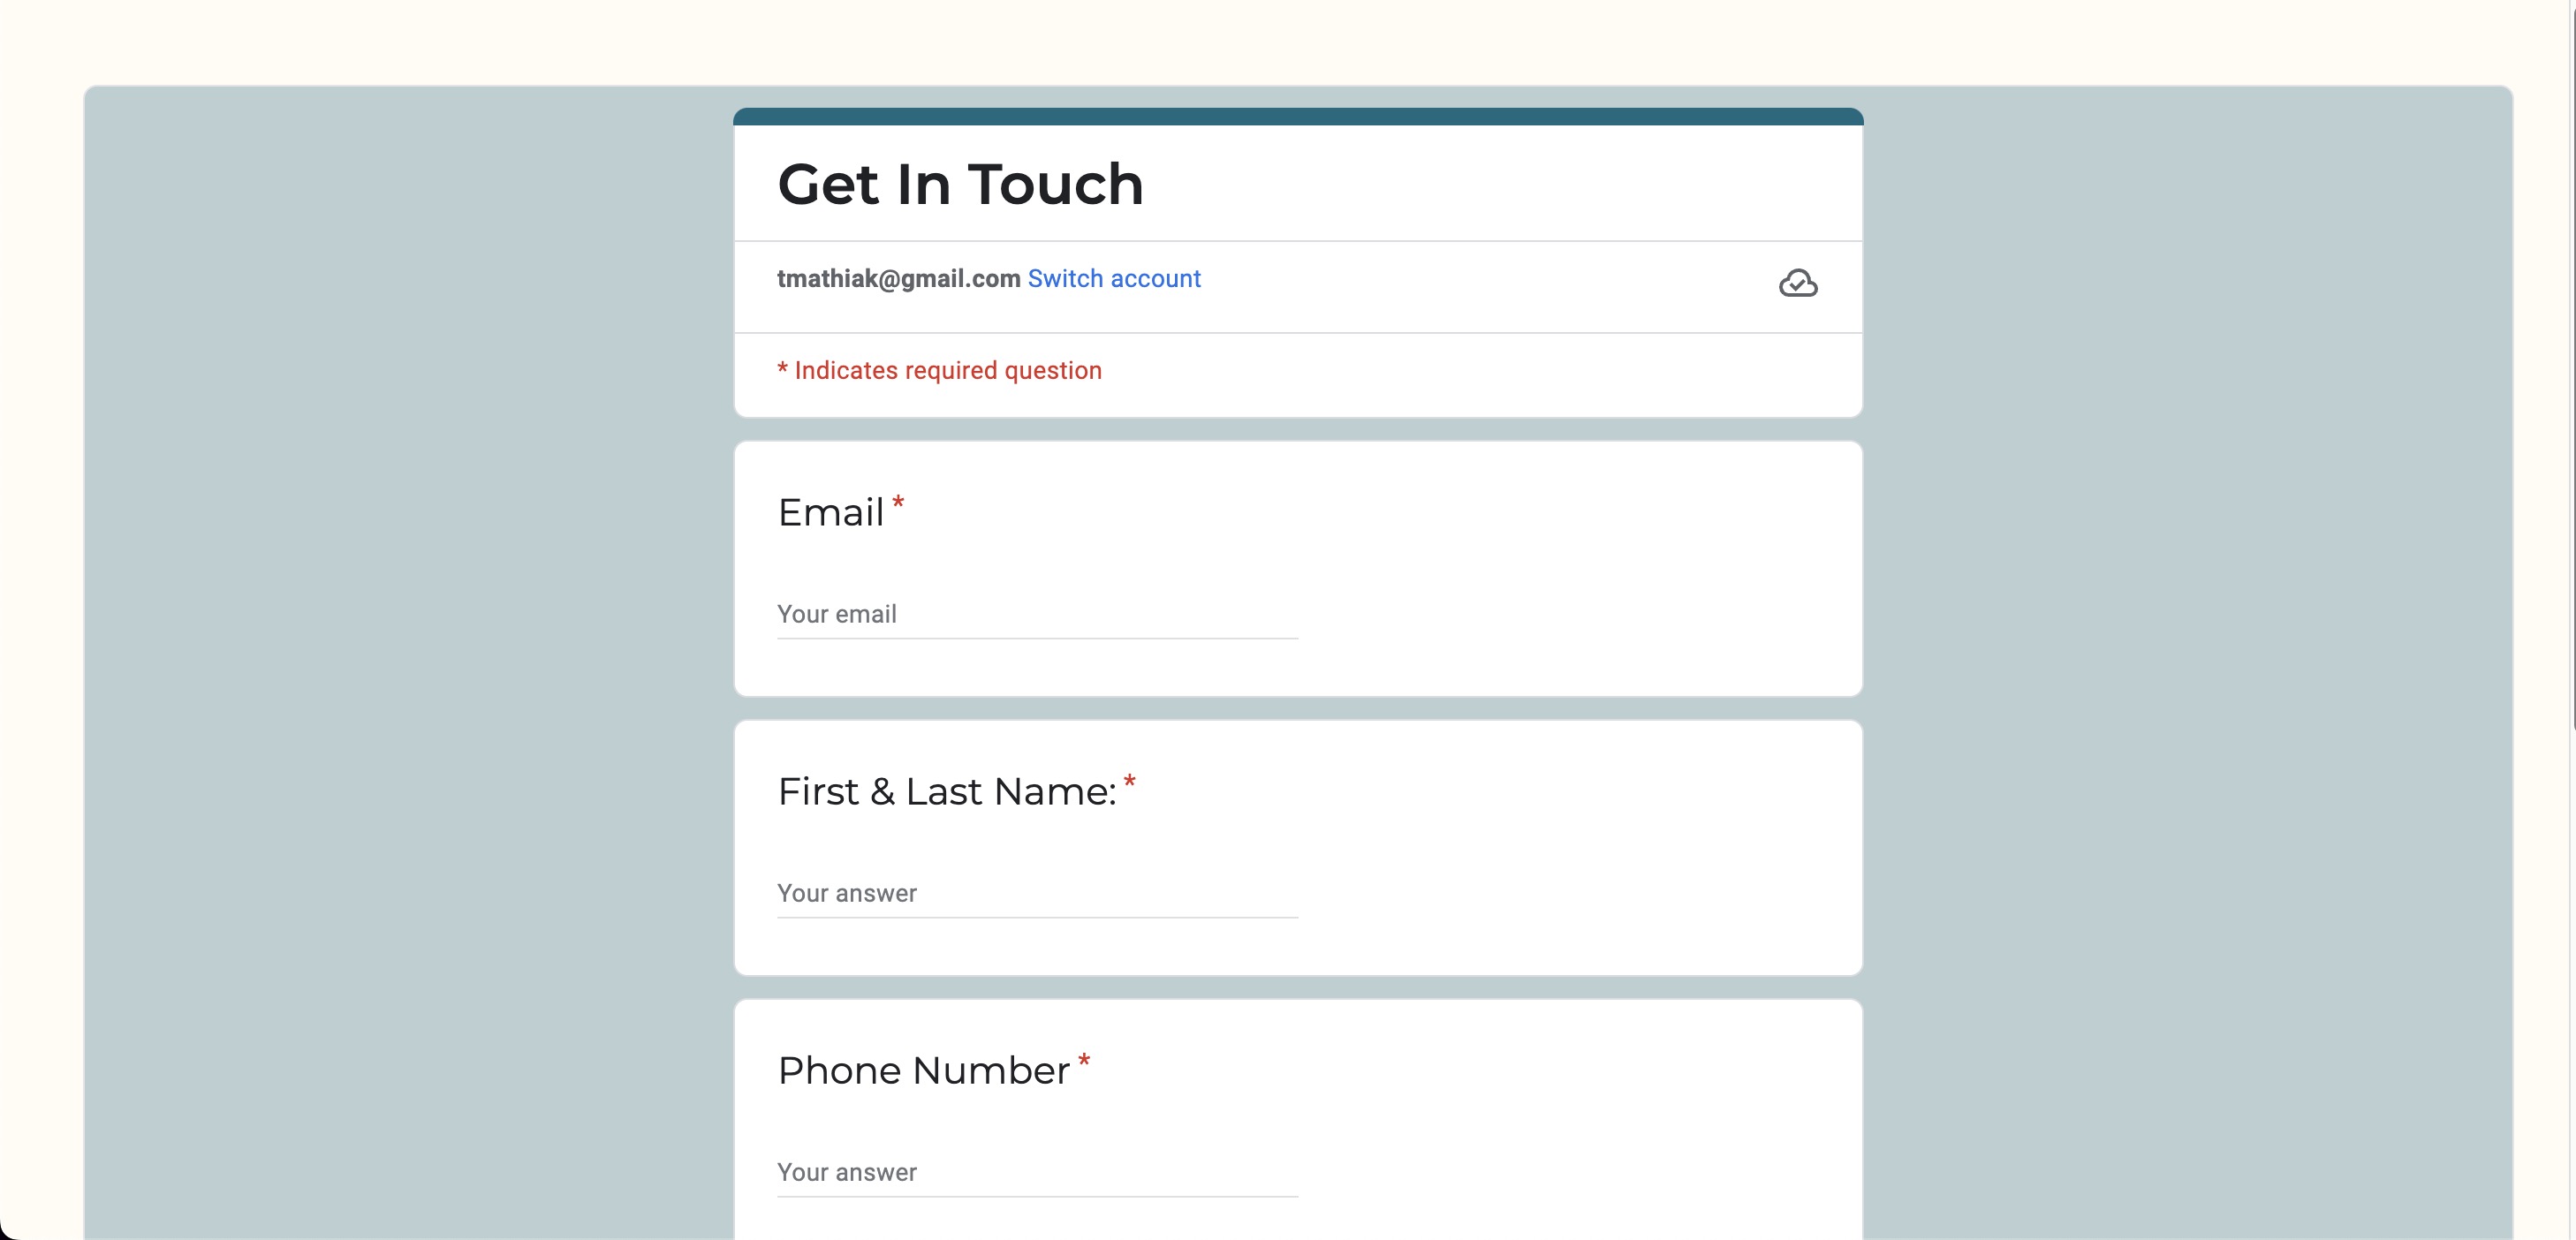 Get In Touch
tmathiak@gmail.com Switch account
* Indicates required question
Email *
Your email
First & Last Name: *
Your answer
Phone Number *
Your answer